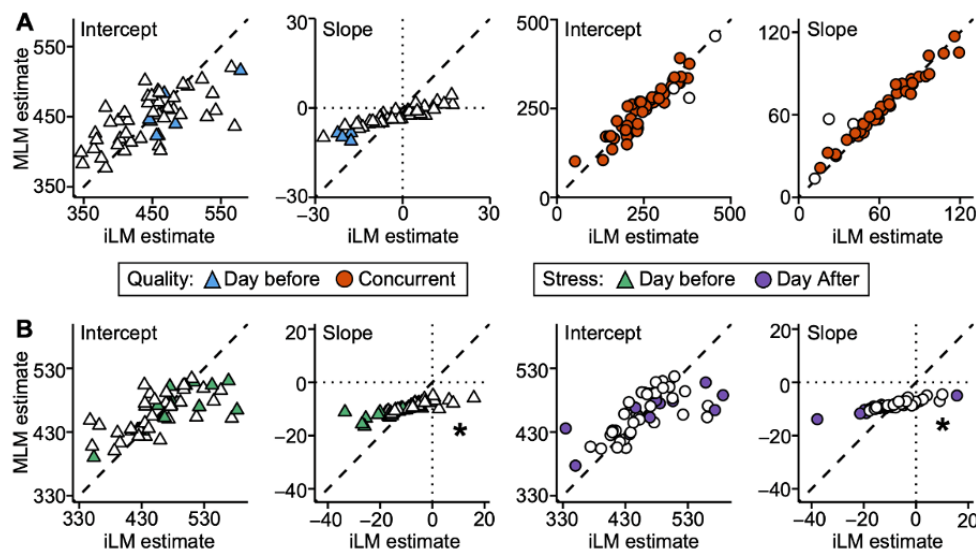 A
Intercept
Slope
Intercept
Slope
MLM estimate
550
450
350
350
450
550
iLM estimate
30
0
−30
−30
0
30
iLM estimate
500
250
0
0
250
500
iLM estimate
120
60
0
0
60
120
iLM estimate
Quality: Day before Concurrent
Stress: Day before Day After
B
Intercept
Slope
Intercept
Slope
MLM estimate
530
430
330
330
430
530
iLM estimate
20
0
−20
−40
−40
−20
0
20
iLM estimate
*
530
430
330
330
430
530
iLM estimate
20
0
−20
−40
−40
−20
0
20
iLM estimate
*